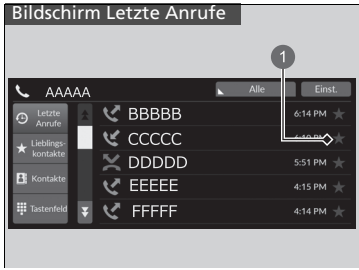 Bildschirm Letzte Anrufe
1
AAAAA
Alle
Einst.
Letzte
Anrufe
Lieblings-
kontakte
Kontakte
Tastenfeld
BBBBB
6:14 PM
CCCCC
DDDDD
5:51 PM
EEEEE
4:15 PM
FFFFF
4:14 PM